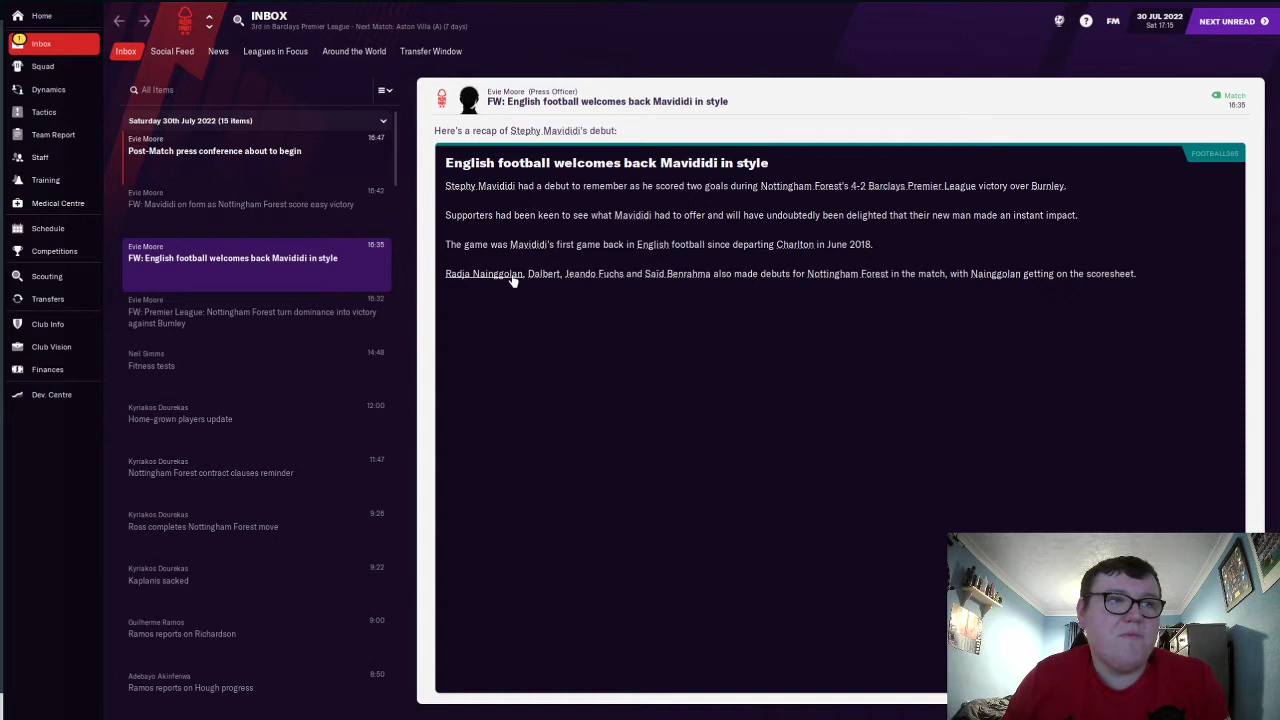 Home
1
Inbox
Squad
Dynamics
Tactics
Team Report
Staff
Training
Medical Centre
Schedule
Competitions
Scouting
Transfers
Club Info
Club Vision
Finances
Dev. Centre
INBOX
3rd in Barclays Premier League - Next Match: Aston Villa (A) (7 days)
FM
30 JUL 2022
Sat 17:15
NEXT UNREAD
Inbox Social Feed News Leagues in Focus Around the World Transfer Window
All Items
Saturday 30th July 2022 (15 items)
Evie Moore 16:47
Post-Match press conference about to begin
Evie Moore 16:42
FW: Mavididi on form as Nottingham Forest score easy victory
Evie Moore 16:35
FW: English football welcomes back Mavididi in style
Evie Moore 16:32
FW: Premier League: Nottingham Forest turn dominance into victory
against Burnley
Neil Simms 14:48
Fitness tests
Kyriakos Dourekas 12:00
Home-grown players update
Kyriakos Dourekas 11:47
Nottingham Forest contract clauses reminder
Kyriakos Dourekas 9:26
Ross completes Nottingham Forest move
Kyriakos Dourekas 9:22
Kaplanis sacked
Guilherme Ramos 9:00
Ramos reports on Richardson
Adebayo Akinfenwa 8:50
Ramos reports on Hough progress
Evie Moore (Press Officer)
FW: English football welcomes back Mavididi in style
Match
16:35
Here's a recap of Stephy Mavididi's debut:
English football welcomes back Mavididi in style
FOOTBALL365
Stephy Mavididi had a debut to remember as he scored two goals during Nottingham Forest's 4-2 Barclays Premier League victory over Burnley.
Supporters had been keen to see what Mavididi had to offer and will have undoubtedly been delighted that their new man made an instant impact.
The game was Mavididi's first game back in English football since departing Charlton in June 2018.
Radja Nainggolan, Dalbert, Jeando Fuchs and Saïd Benrahma also made debuts for Nottingham Forest in the match, with Nainggolan getting on the scoresheet.